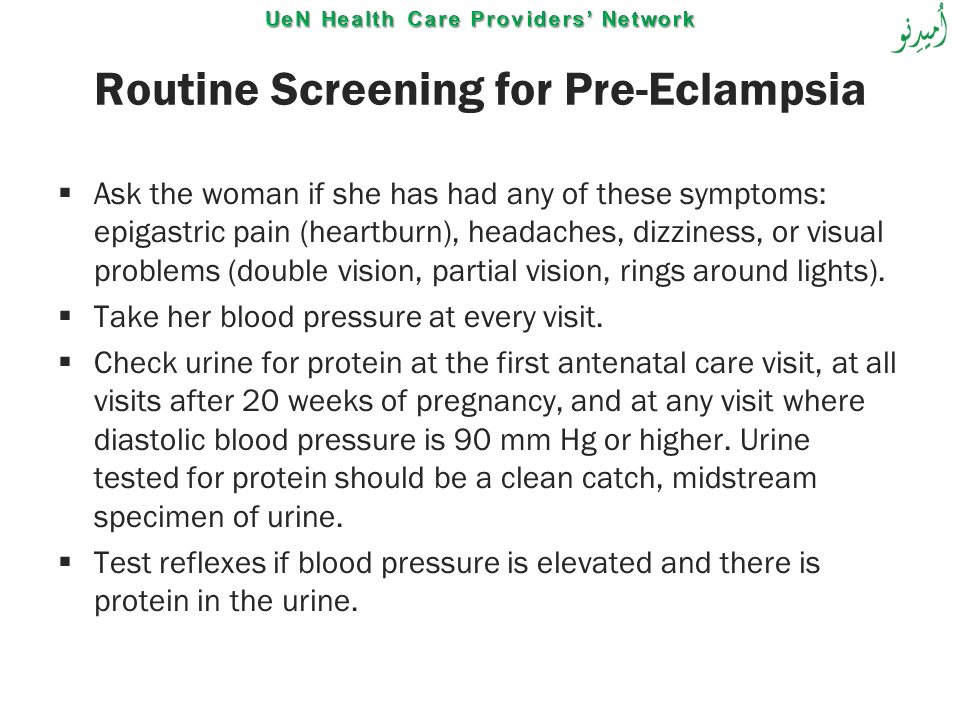 UeN Health Care Providers’ Network
اُمیدِنو
Routine Screening for Pre-Eclampsia
▪ Ask the woman if she has had any of these symptoms:
epigastric pain (heartburn), headaches, dizziness, or visual
problems (double vision, partial vision, rings around lights).
▪ Take her blood pressure at every visit.
▪ Check urine for protein at the first antenatal care visit, at all
visits after 20 weeks of pregnancy, and at any visit where
diastolic blood pressure is 90 mm Hg or higher. Urine
tested for protein should be a clean catch, midstream
specimen of urine.
▪ Test reflexes if blood pressure is elevated and there is
protein in the urine.